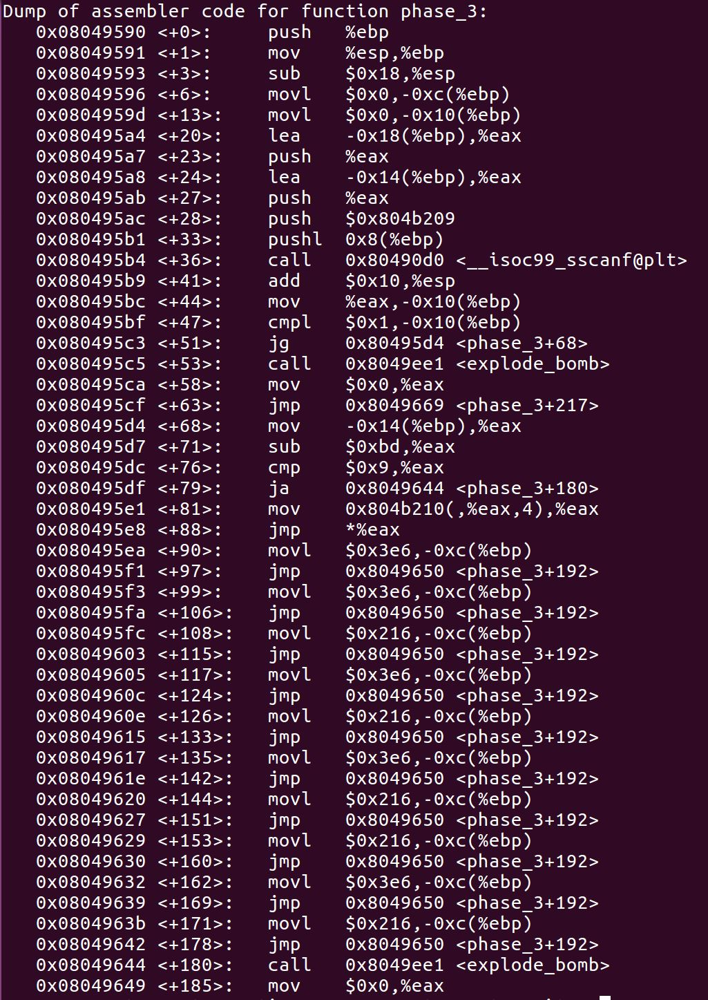 Dump of assembler code for function phase_3:
0x08049590 <+0>: push %ebp
0x08049591 <+1>: mov %esp,%ebp
0x08049593 <+3>: sub $0x18,%esp
0x08049596 <+6>: movl $0x0,-0xc(%ebp)
0x0804959d <+13>: movl $0x0,-0x10(%ebp)
0x080495a4 <+20>: lea -0x18(%ebp),%eax
0x080495a7 <+23>: push %eax
0x080495a8 <+24>: lea -0x14(%ebp),%eax
0x080495ab <+27>: push %eax
0x080495ac <+28>: push $0x804b209
0x080495b1 <+33>: pushl 0x8(%ebp)
0x080495b4 <+36>: call 0x80490d0 <__isoc99_sscanf@plt>
0x080495b9 <+41>: add $0x10,%esp
0x080495bc <+44>: mov %eax,-0x10(%ebp)
0x080495bf <+47>: cmpl $0x1,-0x10(%ebp)
0x080495c3 <+51>: jg 0x80495d4 <phase_3+68>
0x080495c5 <+53>: call 0x8049ee1 <explode_bomb>
0x080495ca <+58>: mov $0x0,%eax
0x080495cf <+63>: jmp 0x8049669 <phase_3+217>
0x080495d4 <+68>: mov -0x14(%ebp),%eax
0x080495d7 <+71>: sub $0xbd,%eax
0x080495dc <+76>: cmp $0x9,%eax
0x080495df <+79>: ja 0x8049644 <phase_3+180>
0x080495e1 <+81>: mov 0x804b210(,%eax,4),%eax
0x080495e8 <+88>: jmp *%eax
0x080495ea <+90>: movl $0x3e6,-0xc(%ebp)
0x080495f1 <+97>: jmp 0x8049650 <phase_3+192>
0x080495f3 <+99>: movl $0x3e6,-0xc(%ebp)
0x080495fa <+106>: jmp 0x8049650 <phase_3+192>
0x080495fc <+108>: movl $0x216,-0xc(%ebp)
0x08049603 <+115>: jmp 0x8049650 <phase_3+192>
0x08049605 <+117>: movl $0x3e6,-0xc(%ebp)
0x0804960c <+124>: jmp 0x8049650 <phase_3+192>
0x0804960e <+126>: movl $0x216,-0xc(%ebp)
0x08049615 <+133>: jmp 0x8049650 <phase_3+192>
0x08049617 <+135>: movl $0x3e6,-0xc(%ebp)
0x0804961e <+142>: jmp 0x8049650 <phase_3+192>
0x08049620 <+144>: movl $0x216,-0xc(%ebp)
0x08049627 <+151>: jmp 0x8049650 <phase_3+192>
0x08049629 <+153>: movl $0x216,-0xc(%ebp)
0x08049630 <+160>: jmp 0x8049650 <phase_3+192>
0x08049632 <+162>: movl $0x3e6,-0xc(%ebp)
0x08049639 <+169>: jmp 0x8049650 <phase_3+192>
0x0804963b <+171>: movl $0x216,-0xc(%ebp)
0x08049642 <+178>: jmp 0x8049650 <phase_3+192>
0x08049644 <+180>: call 0x8049ee1 <explode_bomb>
0x08049649 <+185>: mov $0x0,%eax